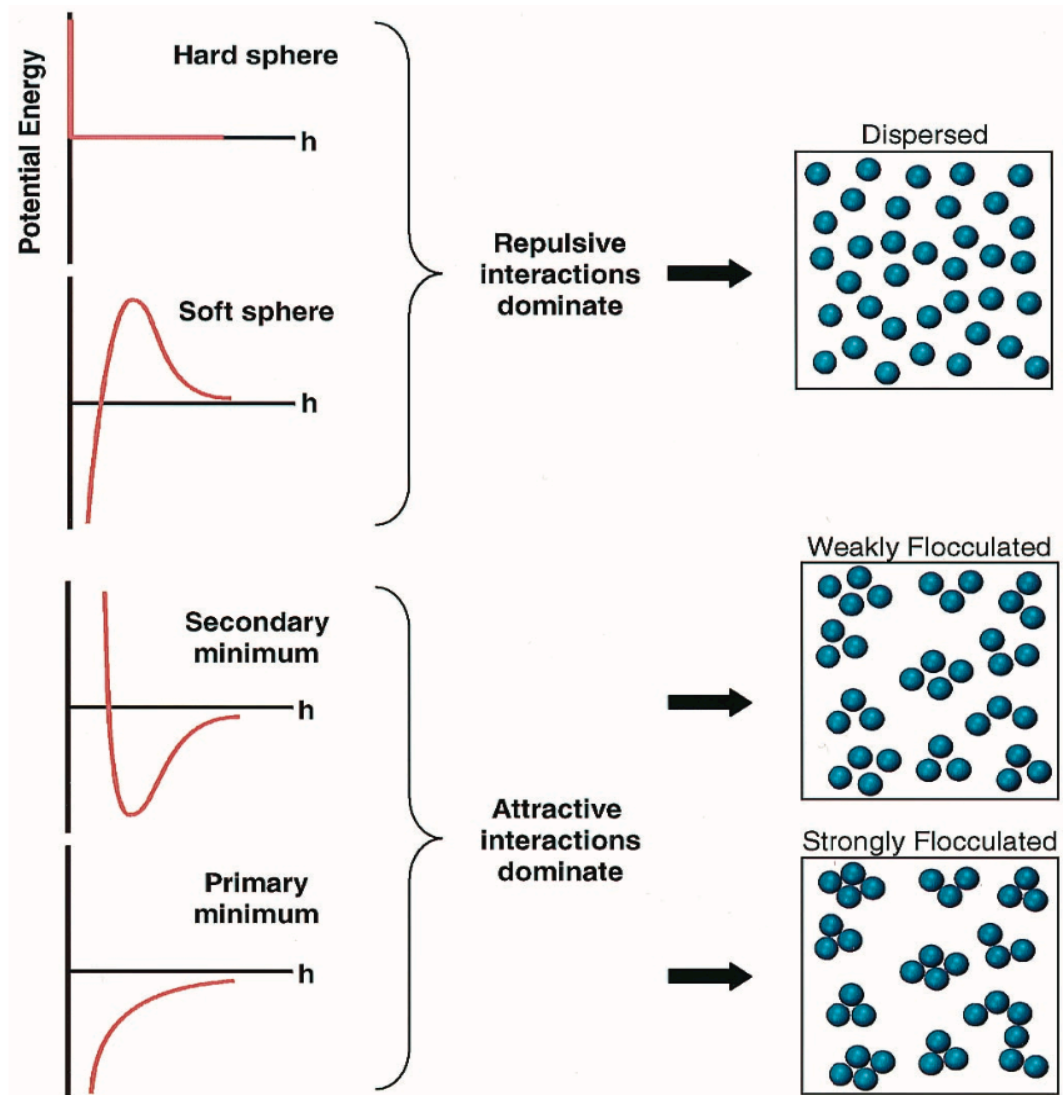 Potential Energy
Hard sphere
h
Soft sphere
h
Repulsive
interactions
dominate
Dispersed
Secondary
minimum
h
Primary
minimum
h
Attractive
interactions
dominate
Weakly Flocculated
Strongly Flocculated